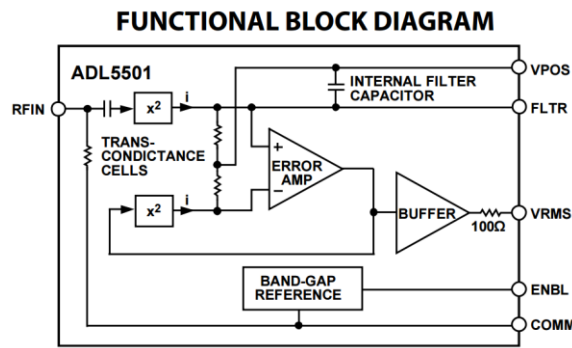 FUNCTIONAL BLOCK DIAGRAM
ADL5501
VPOS
INTERNAL FILTER
CAPACITOR
RFIN
x²
i
FLTR
TRANS-
CONDICTANCE
CELLS
+
ERROR
AMP
−
x²
i
BUFFER
100Ω
VRMS
BAND-GAP
REFERENCE
ENBL
COMM